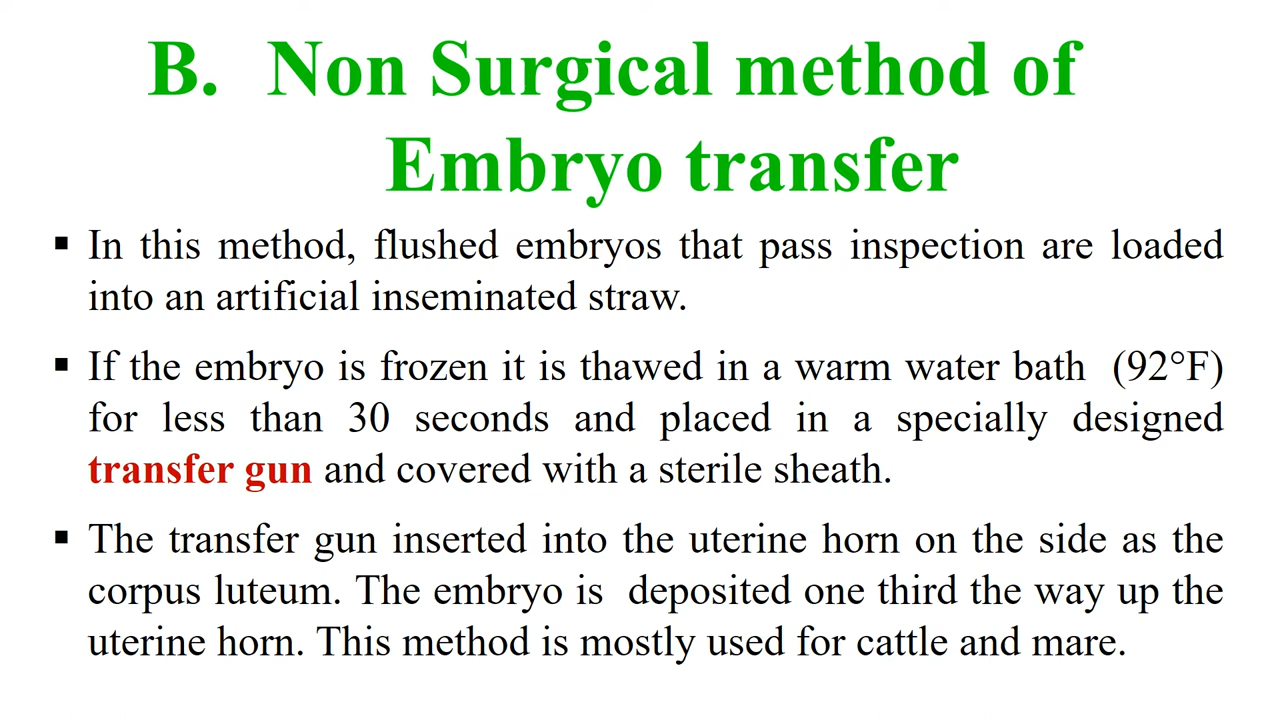 B. Non Surgical method of
Embryo transfer
▪ In this method, flushed embryos that pass inspection are loaded
into an artificial inseminated straw.
▪ If the embryo is frozen it is thawed in a warm water bath (92°F)
for less than 30 seconds and placed in a specially designed
transfer gun and covered with a sterile sheath.
▪ The transfer gun inserted into the uterine horn on the side as the
corpus luteum. The embryo is deposited one third the way up the
uterine horn. This method is mostly used for cattle and mare.